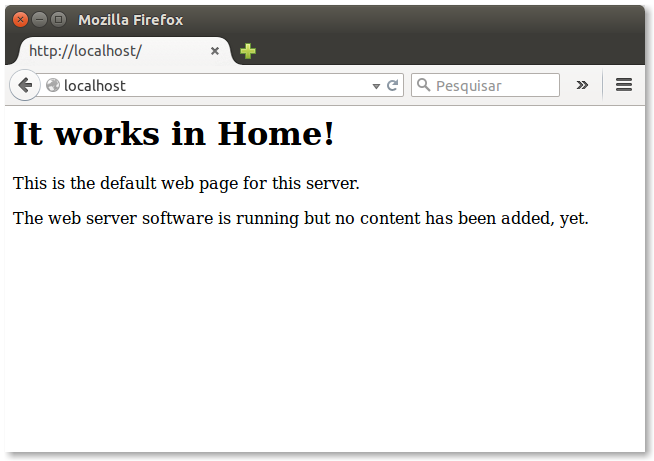 Mozilla Firefox
http://localhost/
localhost
Pesquisar
It works in Home!
This is the default web page for this server.
The web server software is running but no content has been added, yet.